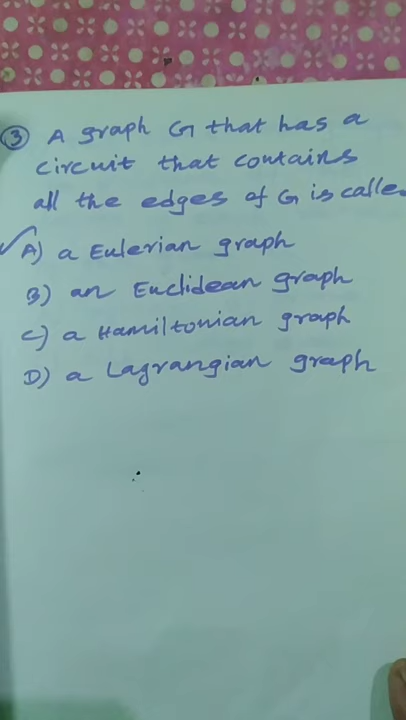 ③ A graph G that has a
circuit that contains
all the edges of G is calle
✓A) a Eulerian graph
B) an Euclidean graph
C) a Hamiltonian graph
D) a Lagrangian graph